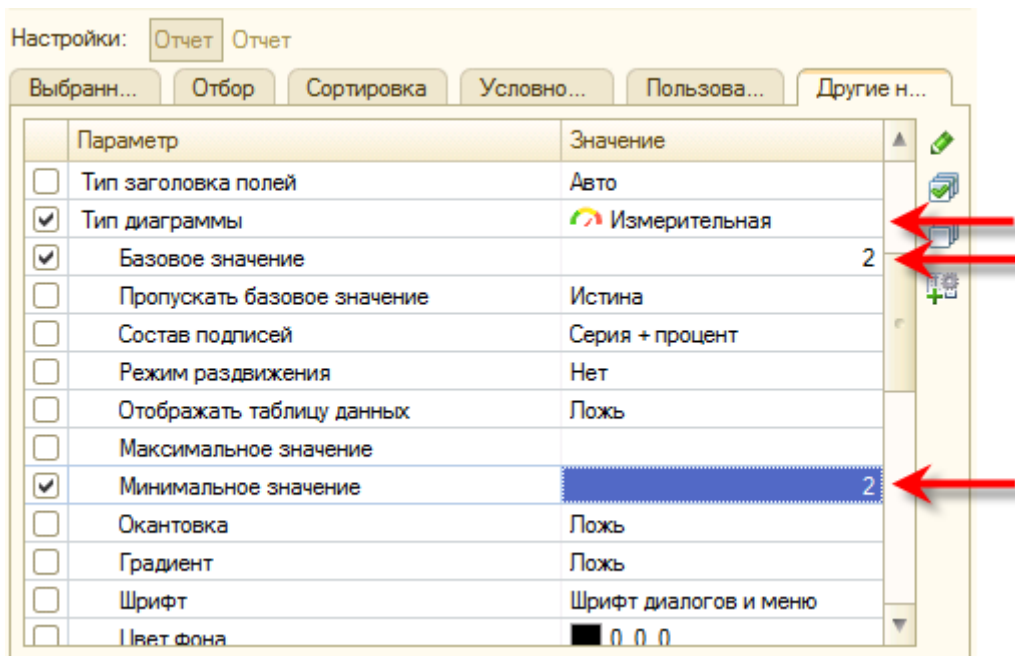 Настройки: Отчет Отчет
Выбранн... Отбор Сортировка Условно... Пользова... Другие н...
Параметр Значение
Тип заголовка полей Авто
Тип диаграммы Измерительная
Базовое значение 2
Пропускать базовое значение Истина
Состав подписей Серия + процент
Режим раздвижения Нет
Отображать таблицу данных Ложь
Максимальное значение
Минимальное значение 2
Окантовка Ложь
Градиент Ложь
Шрифт Шрифт диалогов и меню
Цвет фона 0 0 0